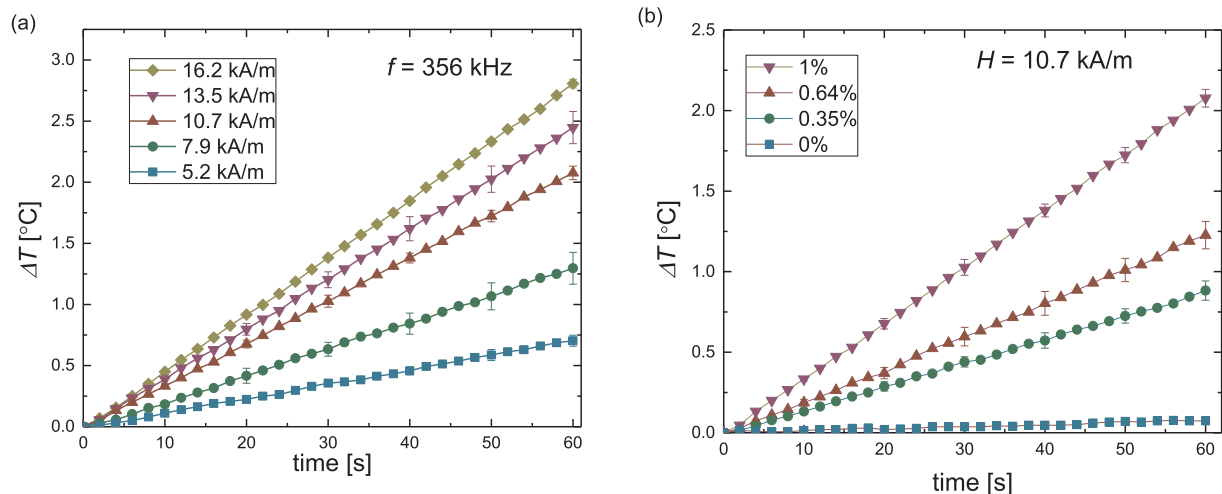 (a)
f = 356 kHz
16.2 kA/m
13.5 kA/m
10.7 kA/m
7.9 kA/m
5.2 kA/m
3.0
2.5
2.0
1.5
1.0
0.5
0.0
0 10 20 30 40 50 60
ΔT [°C]
time [s]
(b)
H = 10.7 kA/m
1%
0.64%
0.35%
0%
2.5
2.0
1.5
1.0
0.5
0.0
0 10 20 30 40 50 60
ΔT [°C]
time [s]